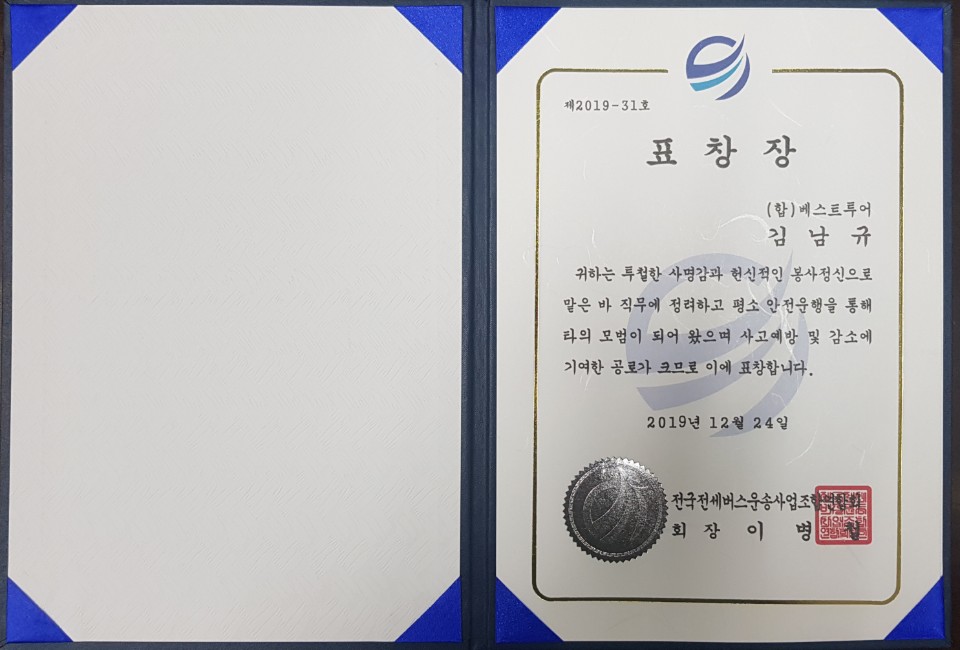 제2019-31호
표 창 장
(합)베스트투어
김 남 규
귀하는 투철한 사명감과 헌신적인 봉사정신으로
맡은 바 직무에 정려하고 평소 안전운행을 통해
타의 모범이 되어 왔으며 사고예방 및 감소에
기여한 공로가 크므로 이에 표창합니다.
2019년 12월 24일
전국전세버스운송사업조합연합회
회 장 이 병 철